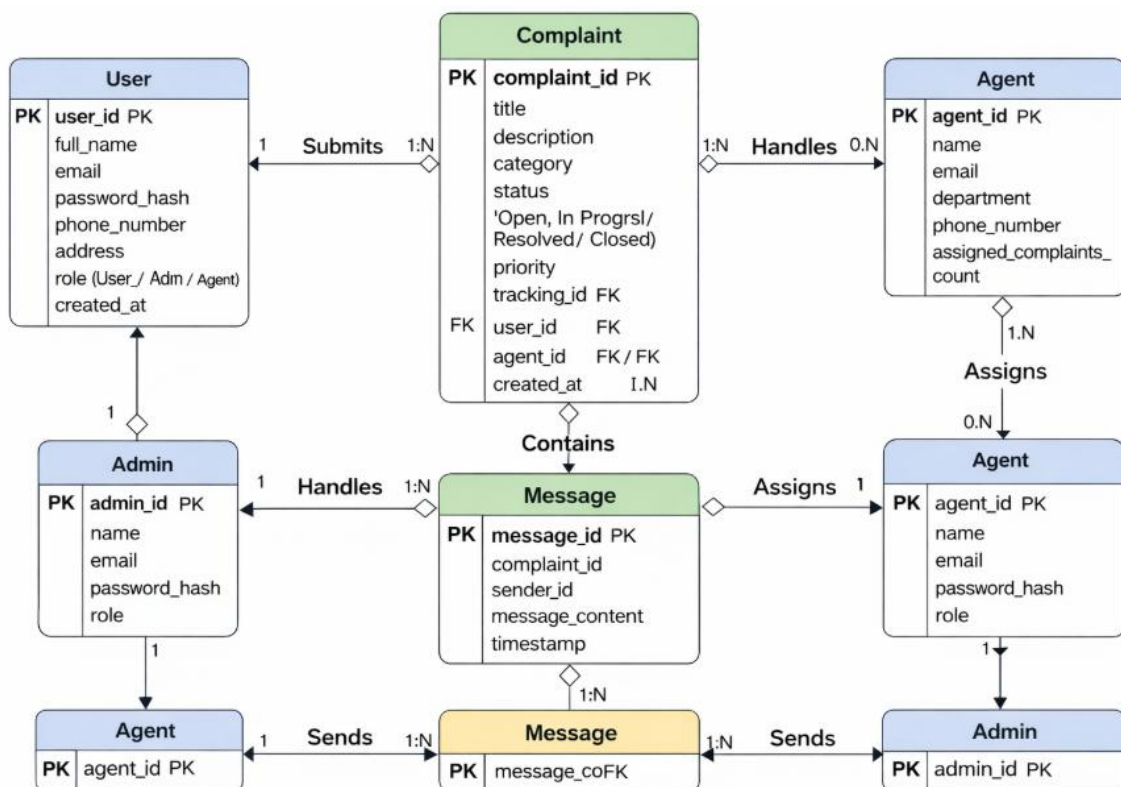 Complaint
PK complaint_id PK
title
description
category
status
'Open, In Progrsl/
Resolved/ Closed)
priority
tracking_id FK
FK user_id FK
agent_id FK / FK
created_at I.N
User
PK user_id PK
full_name
email
password_hash
phone_number
address
role (User / Adm / Agent)
created_at
1 Submits 1:N
1:N Handles 0.N
Agent
PK agent_id PK
name
email
department
phone_number
assigned_complaints_
count
1.N
Assigns
0.N
1
Contains
Admin
PK admin_id PK
name
email
password_hash
role
1 Handles 1:N
Message
PK message_id PK
complaint_id
sender_id
message_content
timestamp
Assigns 1
Agent
PK agent_id PK
name
email
password_hash
role
1
1:N
1
Agent
PK agent_id PK
1 Sends 1:N
Message
PK message_coFK
1:N Sends
Admin
PK admin_id PK